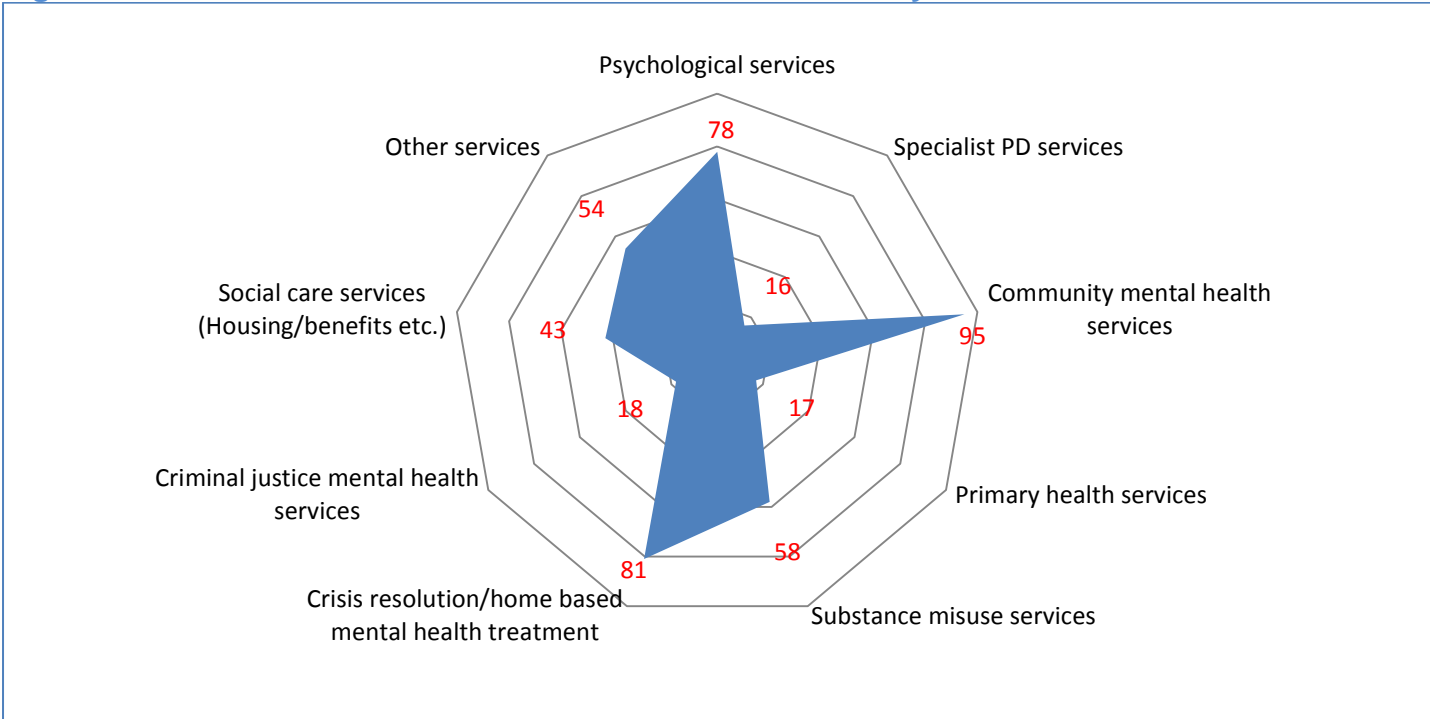 Psychological services
78
Other services
Specialist PD services
54
16
Social care services
(Housing/benefits etc.)
43
Community mental health
services
95
18
17
Criminal justice mental health
services
Primary health services
58
81
Crisis resolution/home based
mental health treatment
Substance misuse services